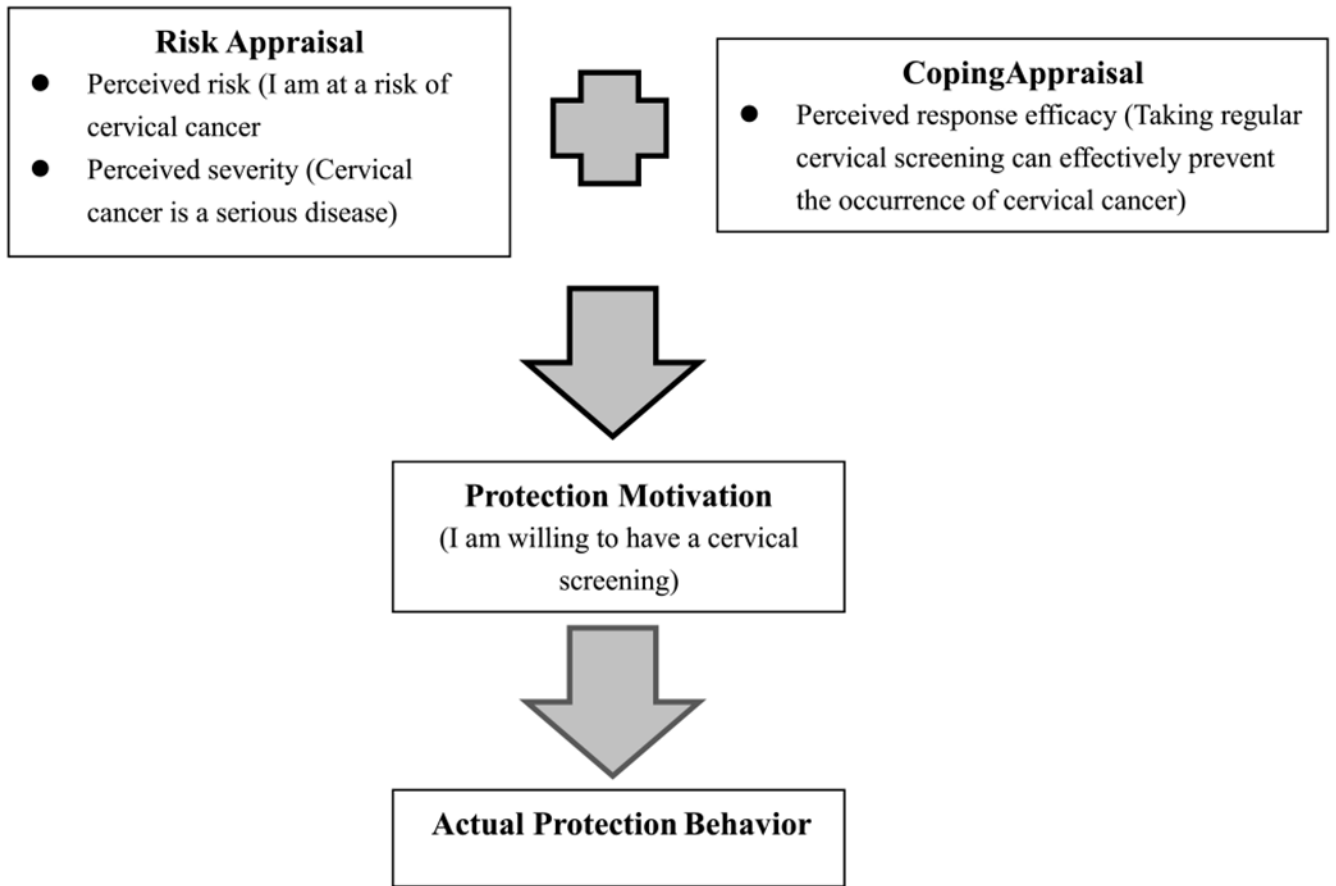 Risk Appraisal
● Perceived risk (I am at a risk of
cervical cancer
● Perceived severity (Cervical
cancer is a serious disease)
CopingAppraisal
● Perceived response efficacy (Taking regular
cervical screening can effectively prevent
the occurrence of cervical cancer)
Protection Motivation
(I am willing to have a cervical
screening)
Actual Protection Behavior